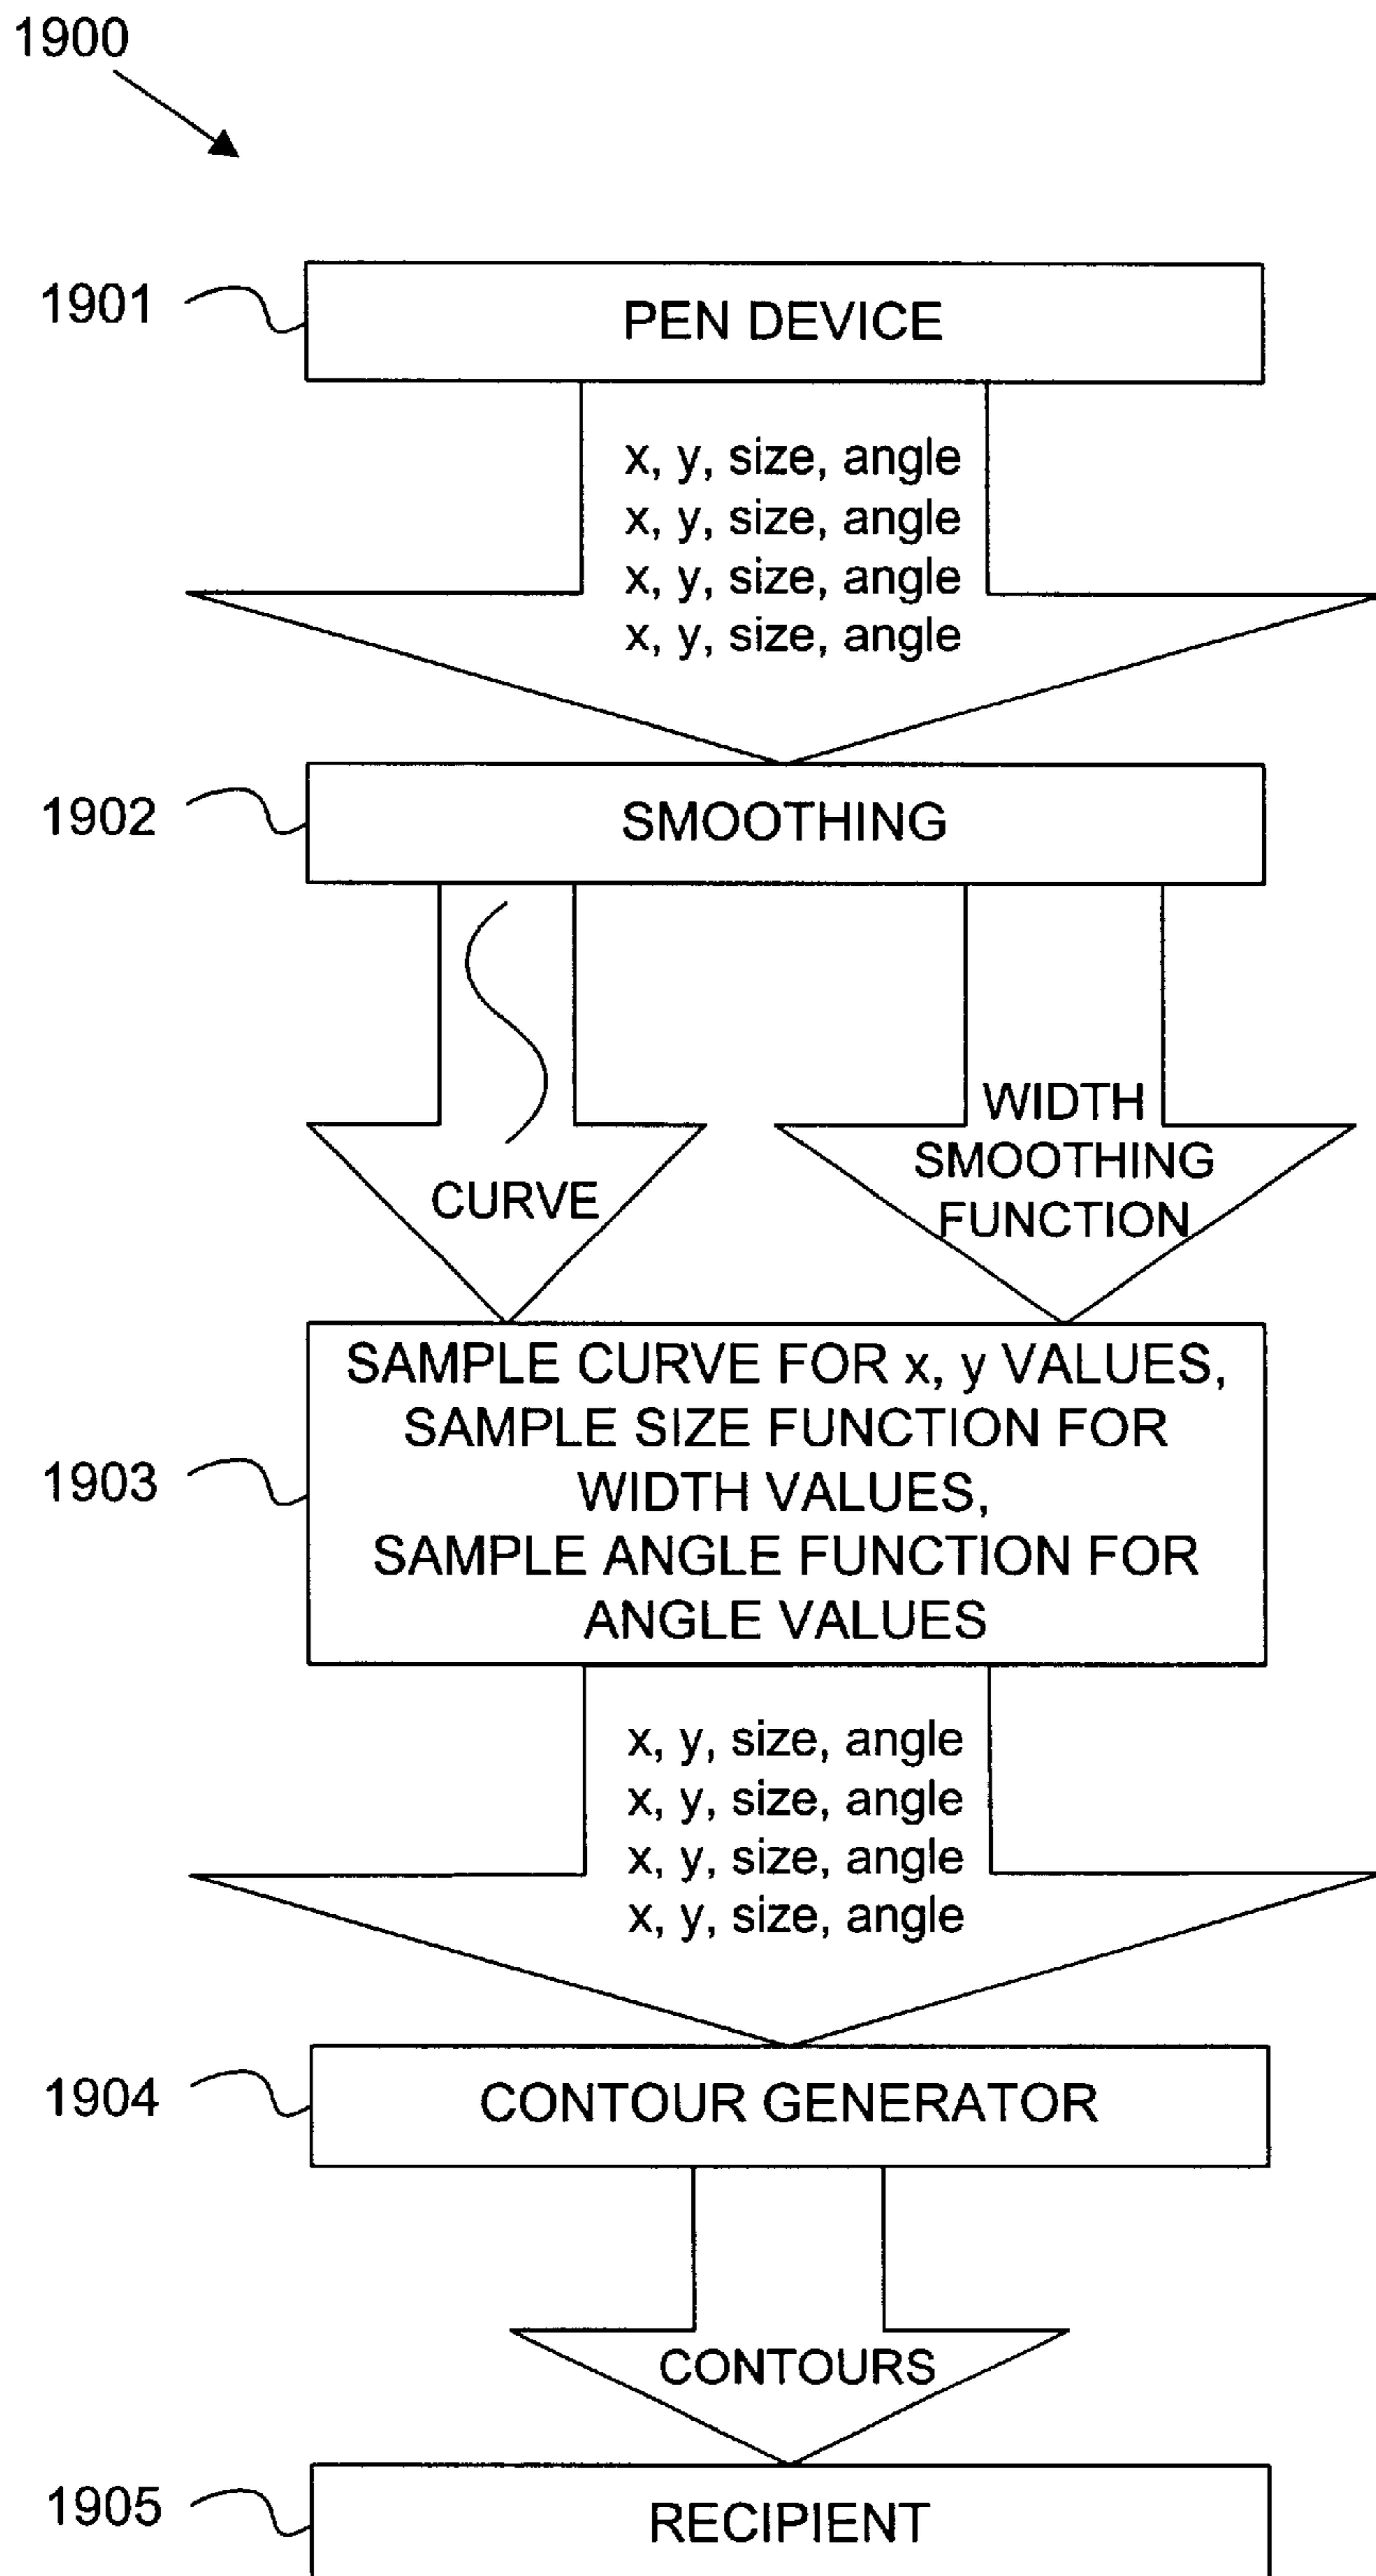 1900
1901
PEN DEVICE
x, y, size, angle
x, y, size, angle
x, y, size, angle
x, y, size, angle
1902
SMOOTHING
CURVE
WIDTH
SMOOTHING
FUNCTION
1903
SAMPLE CURVE FOR x, y VALUES,
SAMPLE SIZE FUNCTION FOR
WIDTH VALUES,
SAMPLE ANGLE FUNCTION FOR
ANGLE VALUES
x, y, size, angle
x, y, size, angle
x, y, size, angle
x, y, size, angle
1904
CONTOUR GENERATOR
CONTOURS
1905
RECIPIENT